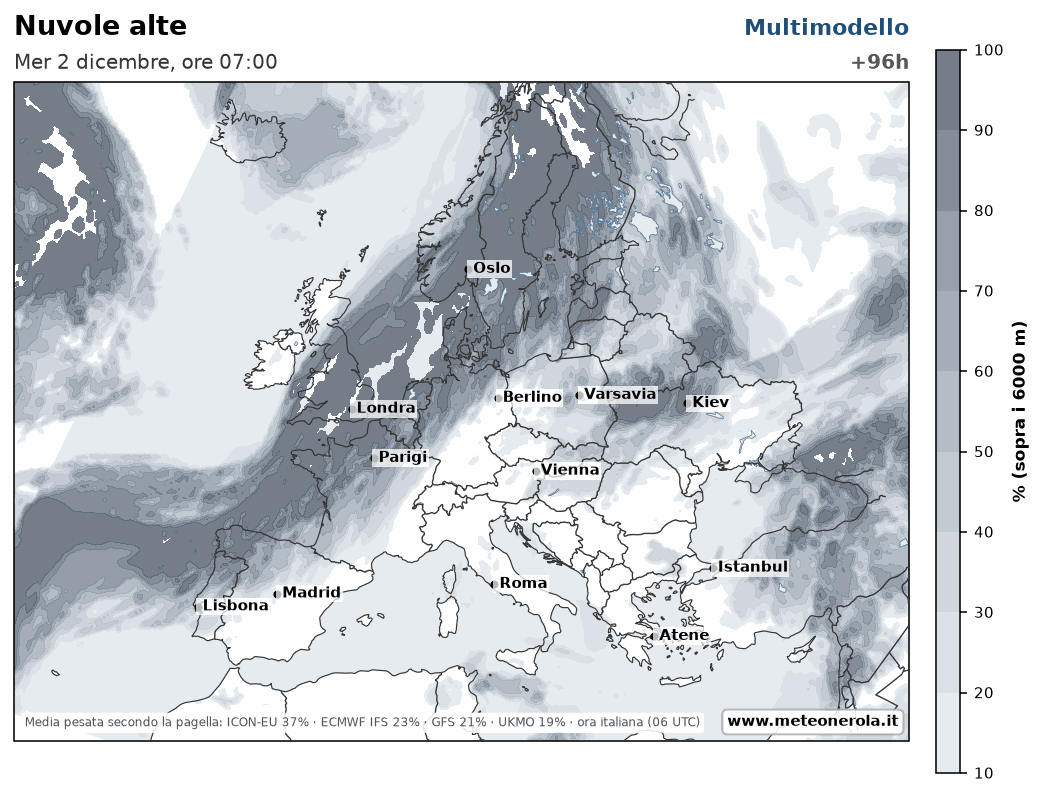 Nuvole alte
Multimodello
Mer 2 dicembre, ore 07:00
+96h
100
90
80
70
60
50
40
30
20
10
% (sopra i 6000 m)
Oslo
Berlino
Varsavia
Kiev
Londra
Parigi
Vienna
Istanbul
Roma
Madrid
Lisbona
Atene
Media pesata secondo la pagella: ICON-EU 37% · ECMWF IFS 23% · GFS 21% · UKMO 19% · ora italiana (06 UTC)
www.meteonerola.it